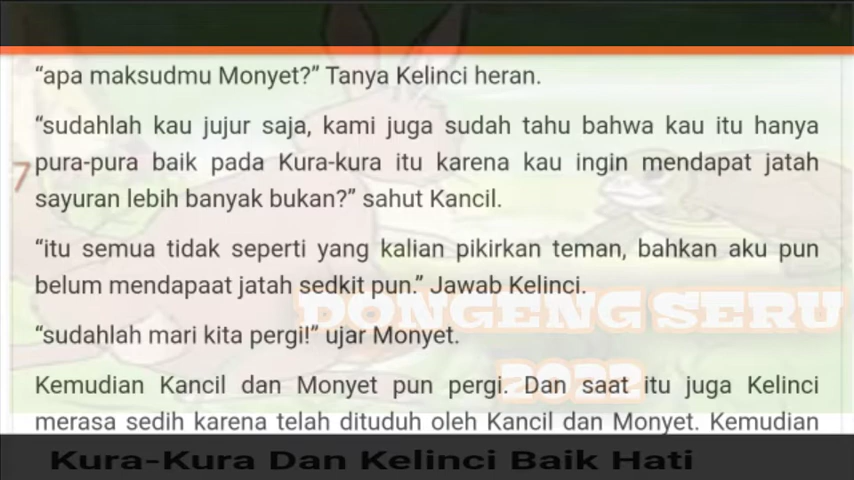 “apa maksudmu Monyet?” Tanya Kelinci heran.
“sudahlah kau jujur saja, kami juga sudah tahu bahwa kau itu hanya
7 pura-pura baik pada Kura-kura itu karena kau ingin mendapat jatah
sayuran lebih banyak bukan?” sahut Kancil.
“itu semua tidak seperti yang kalian pikirkan teman, bahkan aku pun
belum mendapaat jatah sedkit pun.” Jawab Kelinci.
DONGENG SERU
“sudahlah mari kita pergi!” ujar Monyet.
2022
Kemudian Kancil dan Monyet pun pergi. Dan saat itu juga Kelinci
merasa sedih karena telah dituduh oleh Kancil dan Monyet. Kemudian
Kura-Kura Dan Kelinci Baik Hati